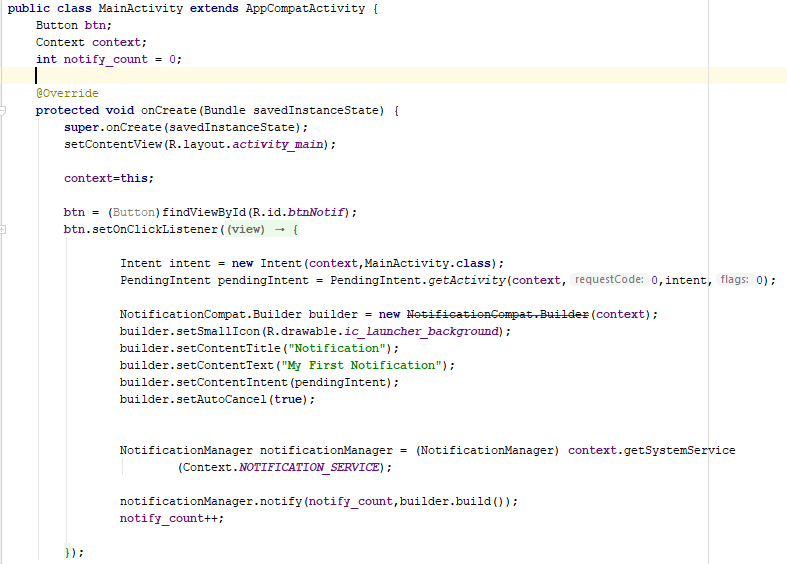 public class MainActivity extends AppCompatActivity {
Button btn;
Context context;
int notify_count = 0;
@Override
protected void onCreate(Bundle savedInstanceState) {
super.onCreate(savedInstanceState);
setContentView(R.layout.activity_main);
context=this;
btn = (Button)findViewById(R.id.btnNotif);
btn.setOnClickListener((view) → {
Intent intent = new Intent(context,MainActivity.class);
PendingIntent pendingIntent = PendingIntent.getActivity(context, requestCode: 0,intent, flags: 0);
NotificationCompat.Builder builder = new NotificationCompat.Builder(context);
builder.setSmallIcon(R.drawable.ic_launcher_background);
builder.setContentTitle("Notification");
builder.setContentText("My First Notification");
builder.setContentIntent(pendingIntent);
builder.setAutoCancel(true);
NotificationManager notificationManager = (NotificationManager) context.getSystemService
(Context.NOTIFICATION_SERVICE);
notificationManager.notify(notify_count,builder.build());
notify_count++;
});